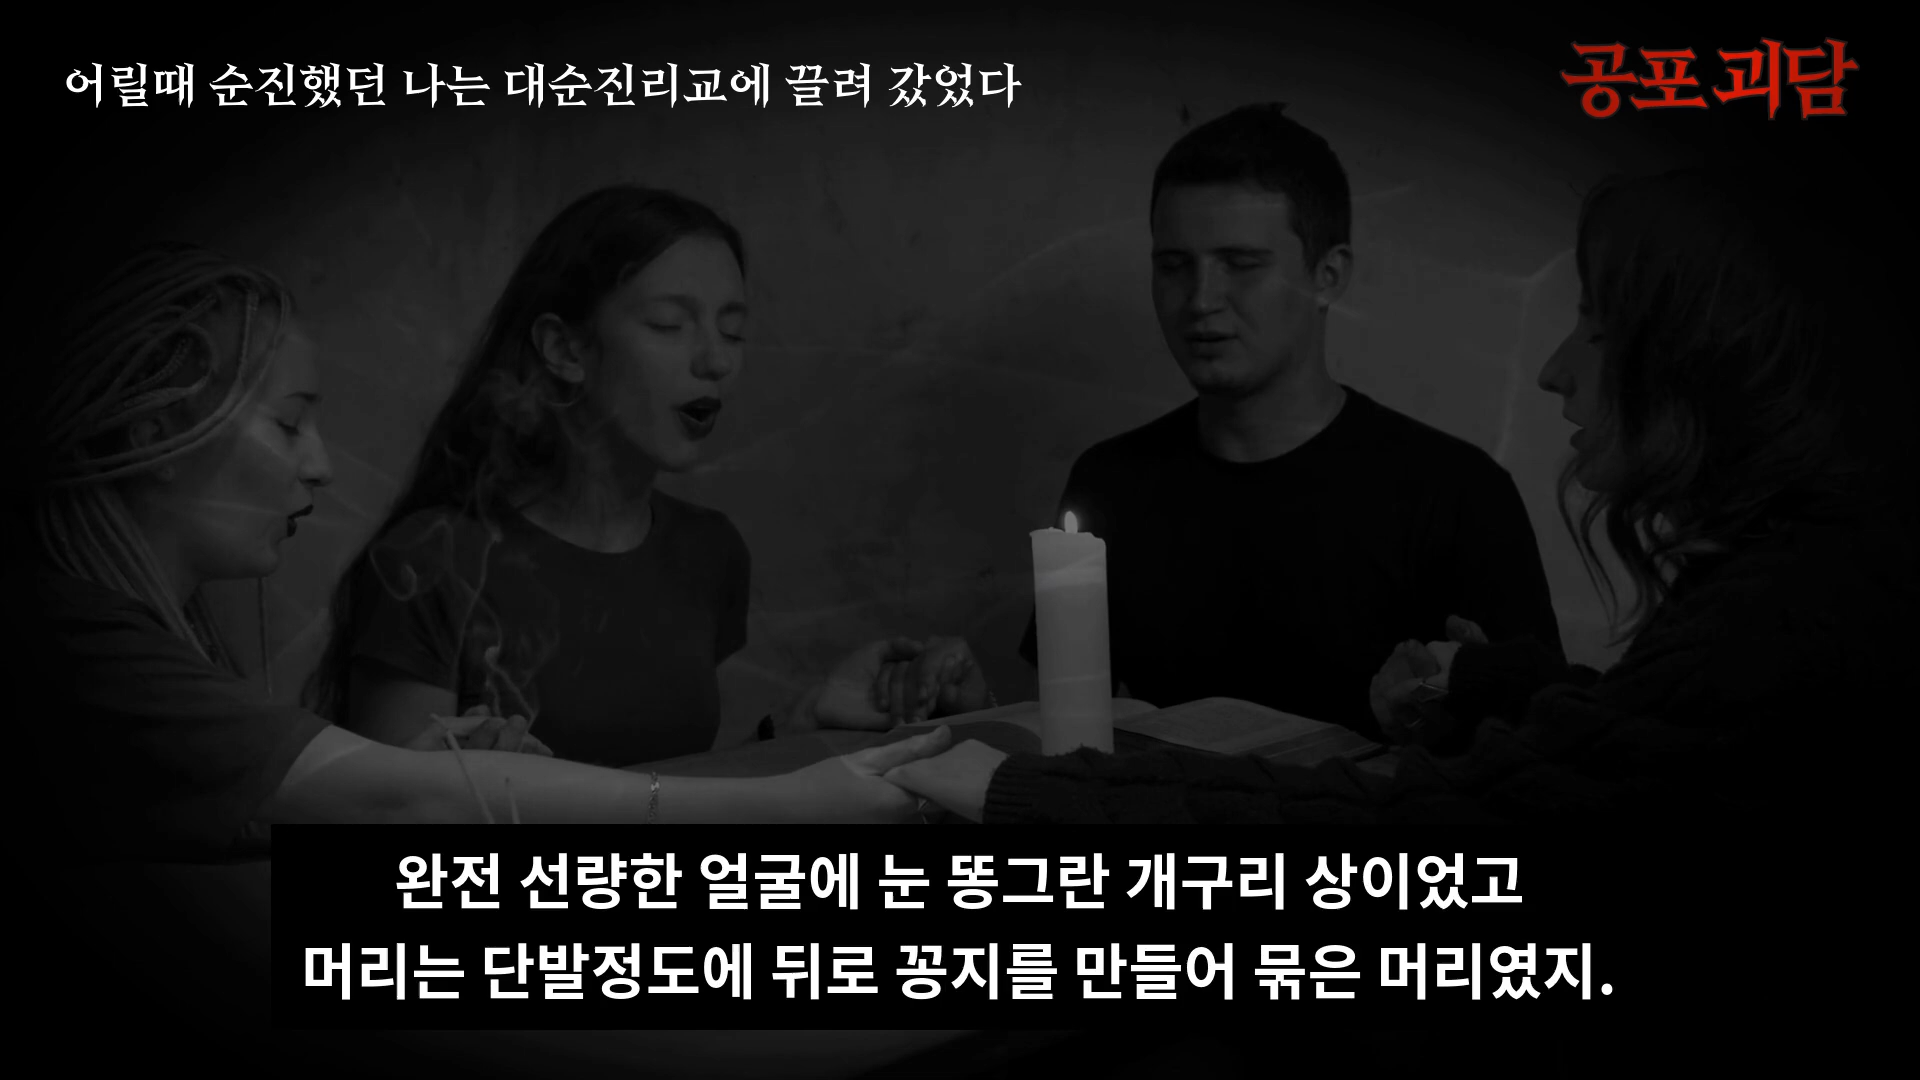 어릴때 순진했던 나는 대순진리교에 끌려 갔었다
공포 괴담
완전 선량한 얼굴에 눈 똥그란 개구리 상이었고
머리는 단발정도에 뒤로 꽁지를 만들어 묶은 머리였지.